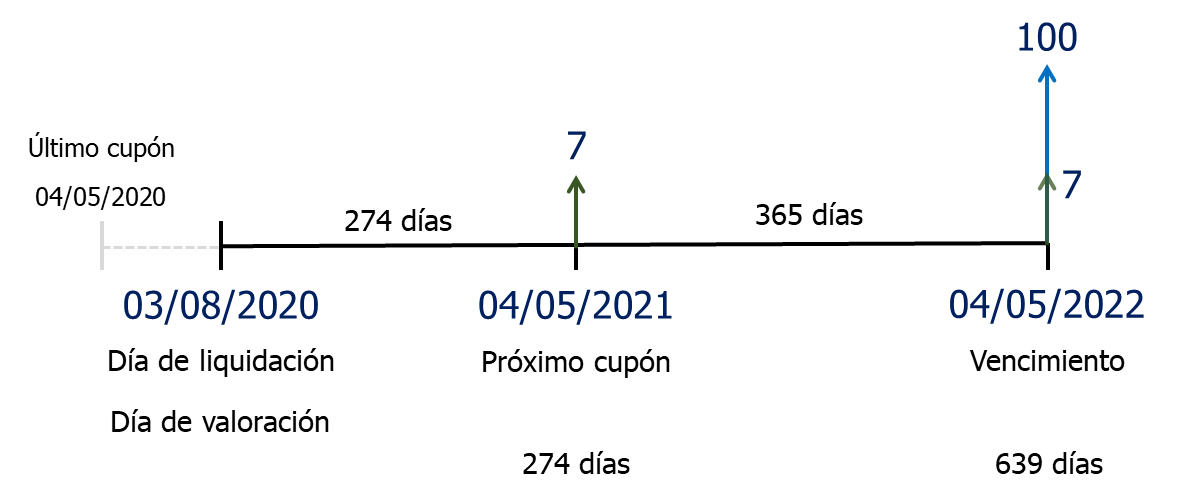 100
7
Último cupón
04/05/2020
7
274 días
365 días
03/08/2020
04/05/2021
04/05/2022
Día de liquidación
Próximo cupón
Vencimiento
Día de valoración
274 días
639 días